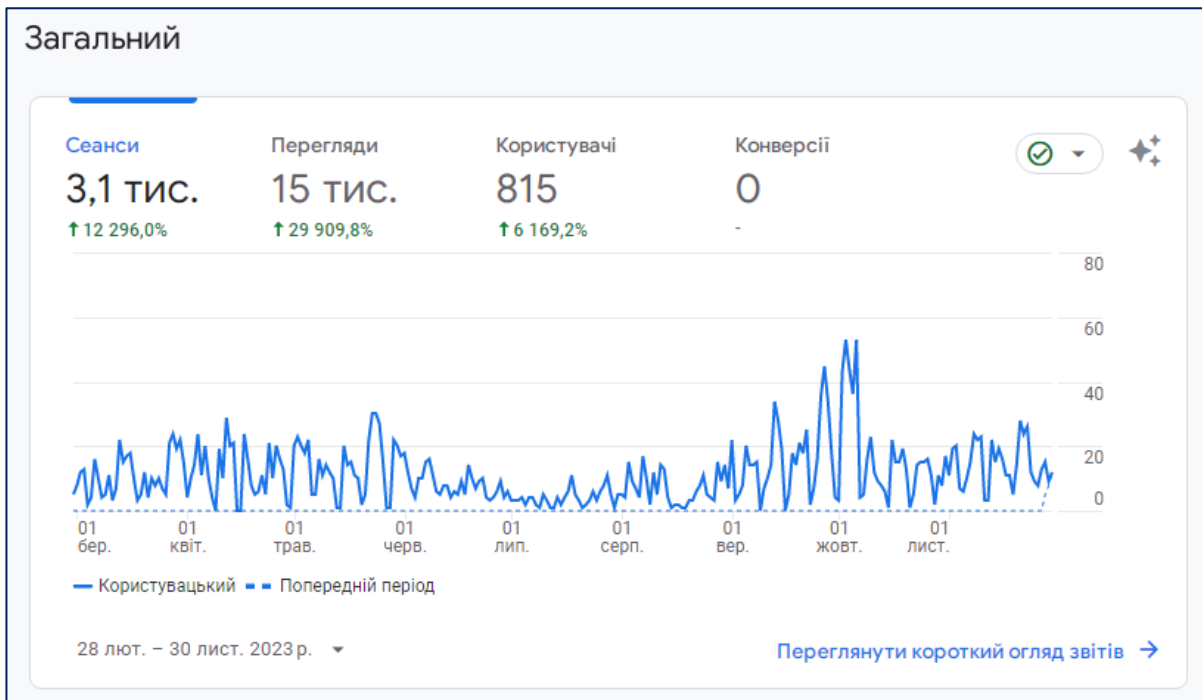 Загальний
Сеанси Перегляди Користувачі Конверсії
3,1 тис. 15 тис. 815 0
↑ 12 296,0% ↑ 29 909,8% ↑ 6 169,2% -
80
60
40
20
0
01 01 01 01 01 01 01 01 01
бер. квіт. трав. черв. лип. серп. вер. жовт. лист.
Користувацький Попередній період
28 лют. – 30 лист. 2023 р. Переглянути короткий огляд звітів →